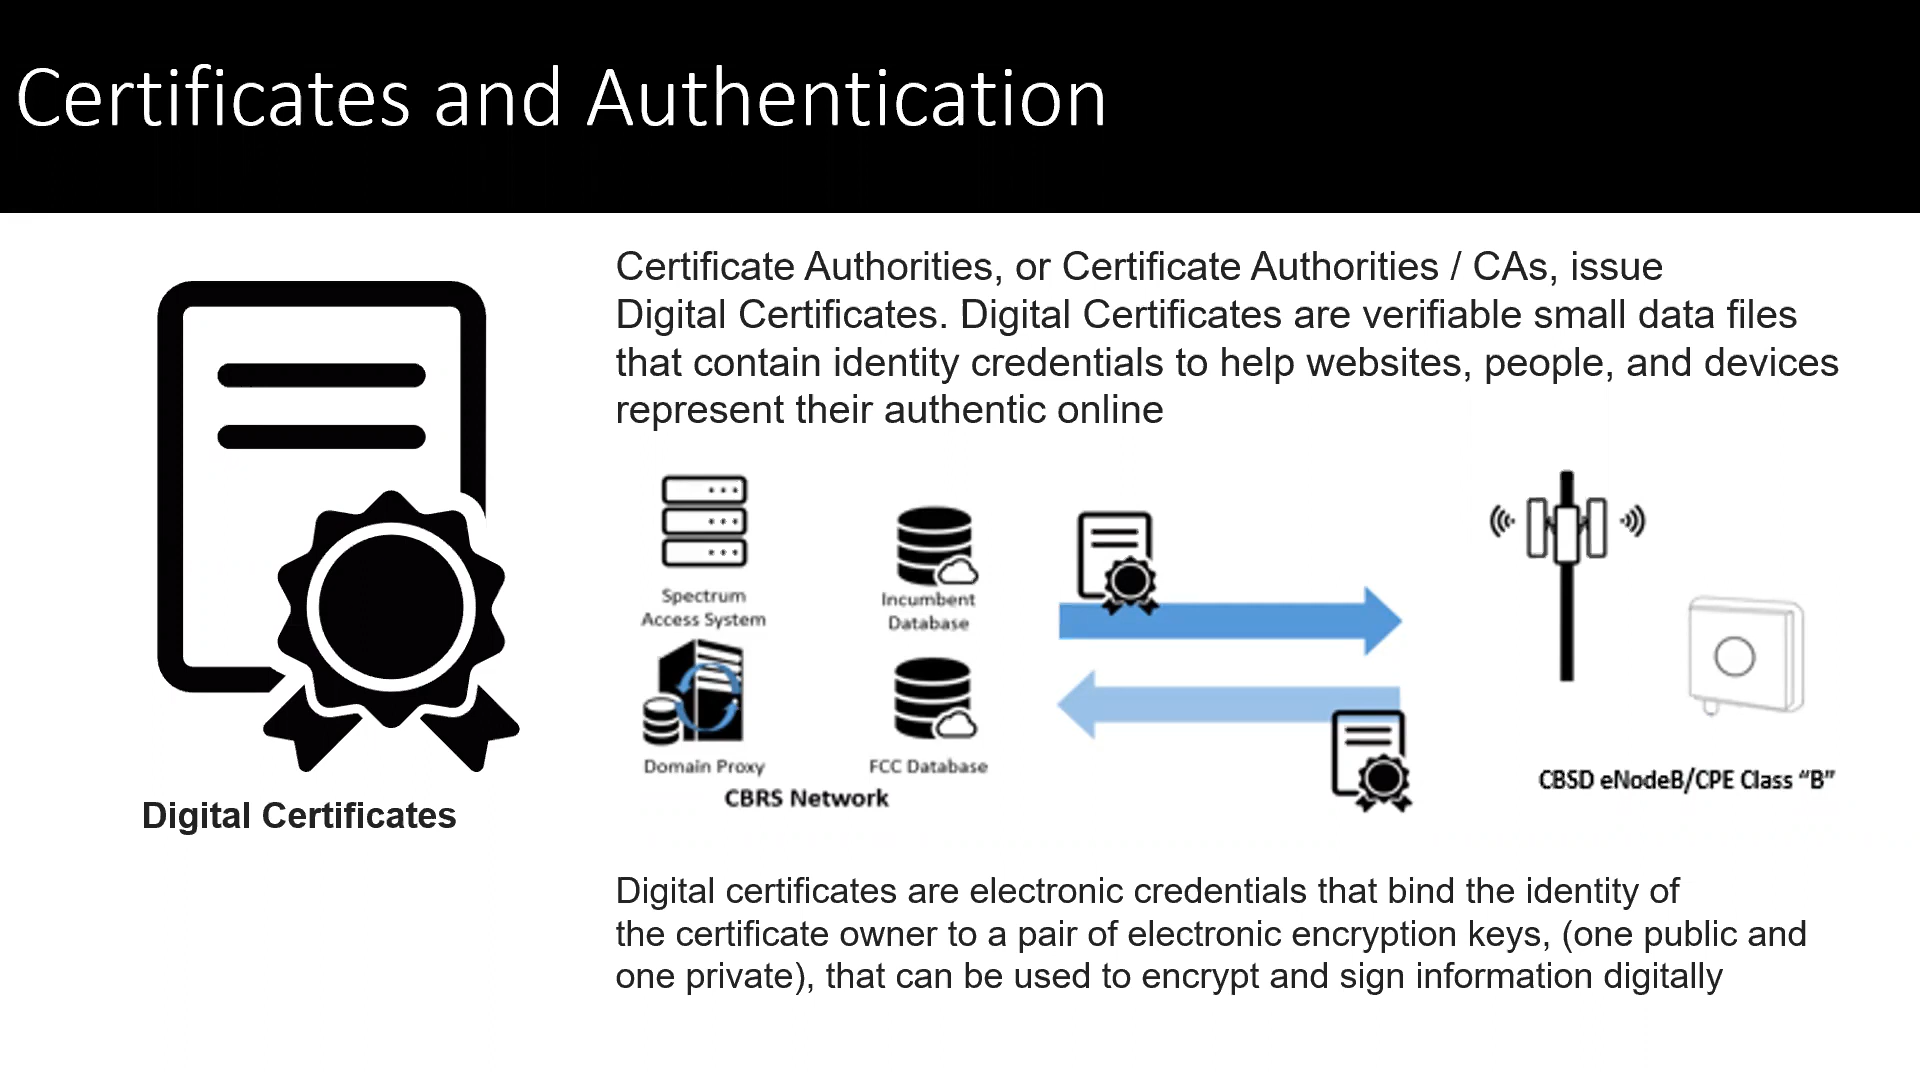 Certificates and Authentication
Certificate Authorities, or Certificate Authorities / CAs, issue
Digital Certificates. Digital Certificates are verifiable small data files
that contain identity credentials to help websites, people, and devices
represent their authentic online
Spectrum
Access System
Incumbent
Database
Domain Proxy
FCC Database
CBRS Network
CBSD eNodeB/CPE Class “B”
Digital Certificates
Digital certificates are electronic credentials that bind the identity of
the certificate owner to a pair of electronic encryption keys, (one public and
one private), that can be used to encrypt and sign information digitally